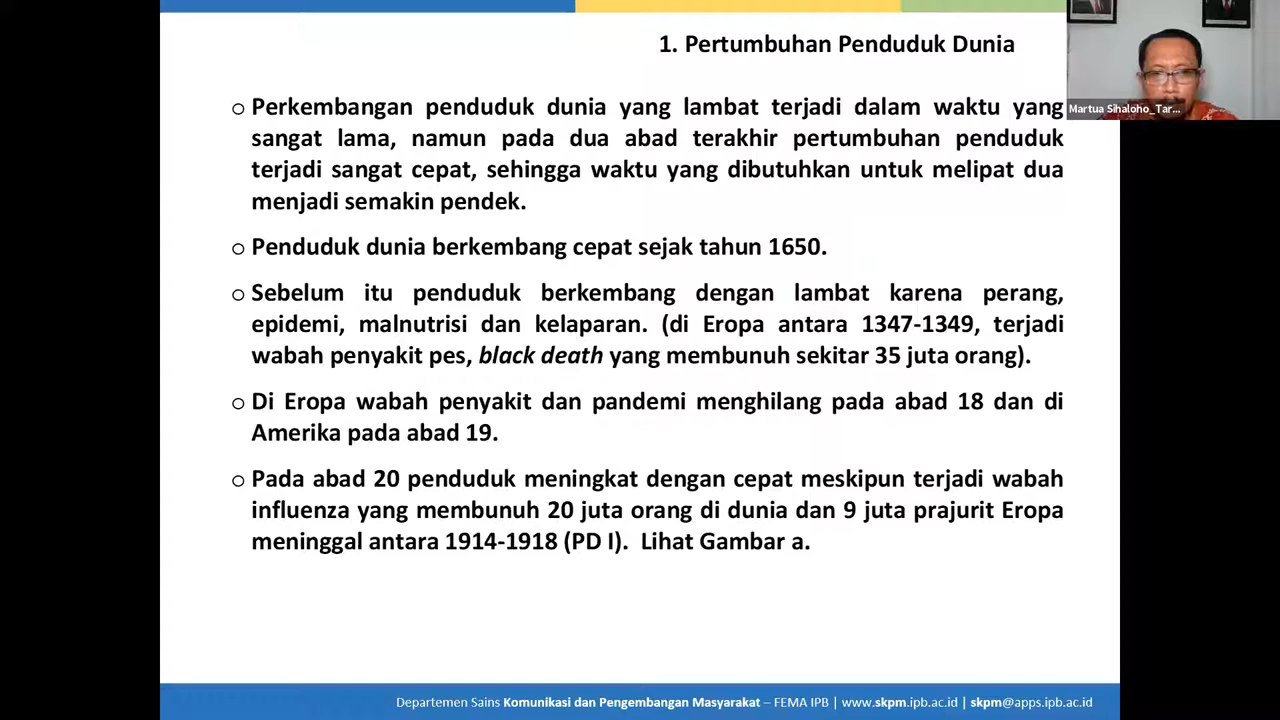 1. Pertumbuhan Penduduk Dunia
Martua Sihaloho_Tar...
○ Perkembangan penduduk dunia yang lambat terjadi dalam waktu yang
sangat lama, namun pada dua abad terakhir pertumbuhan penduduk
terjadi sangat cepat, sehingga waktu yang dibutuhkan untuk melipat dua
menjadi semakin pendek.
○ Penduduk dunia berkembang cepat sejak tahun 1650.
○ Sebelum itu penduduk berkembang dengan lambat karena perang,
epidemi, malnutrisi dan kelaparan. (di Eropa antara 1347-1349, terjadi
wabah penyakit pes, black death yang membunuh sekitar 35 juta orang).
○ Di Eropa wabah penyakit dan pandemi menghilang pada abad 18 dan di
Amerika pada abad 19.
○ Pada abad 20 penduduk meningkat dengan cepat meskipun terjadi wabah
influenza yang membunuh 20 juta orang di dunia dan 9 juta prajurit Eropa
meninggal antara 1914-1918 (PD I). Lihat Gambar a.
Departemen Sains Komunikasi dan Pengembangan Masyarakat – FEMA IPB | www.skpm.ipb.ac.id | skpm@apps.ipb.ac.id